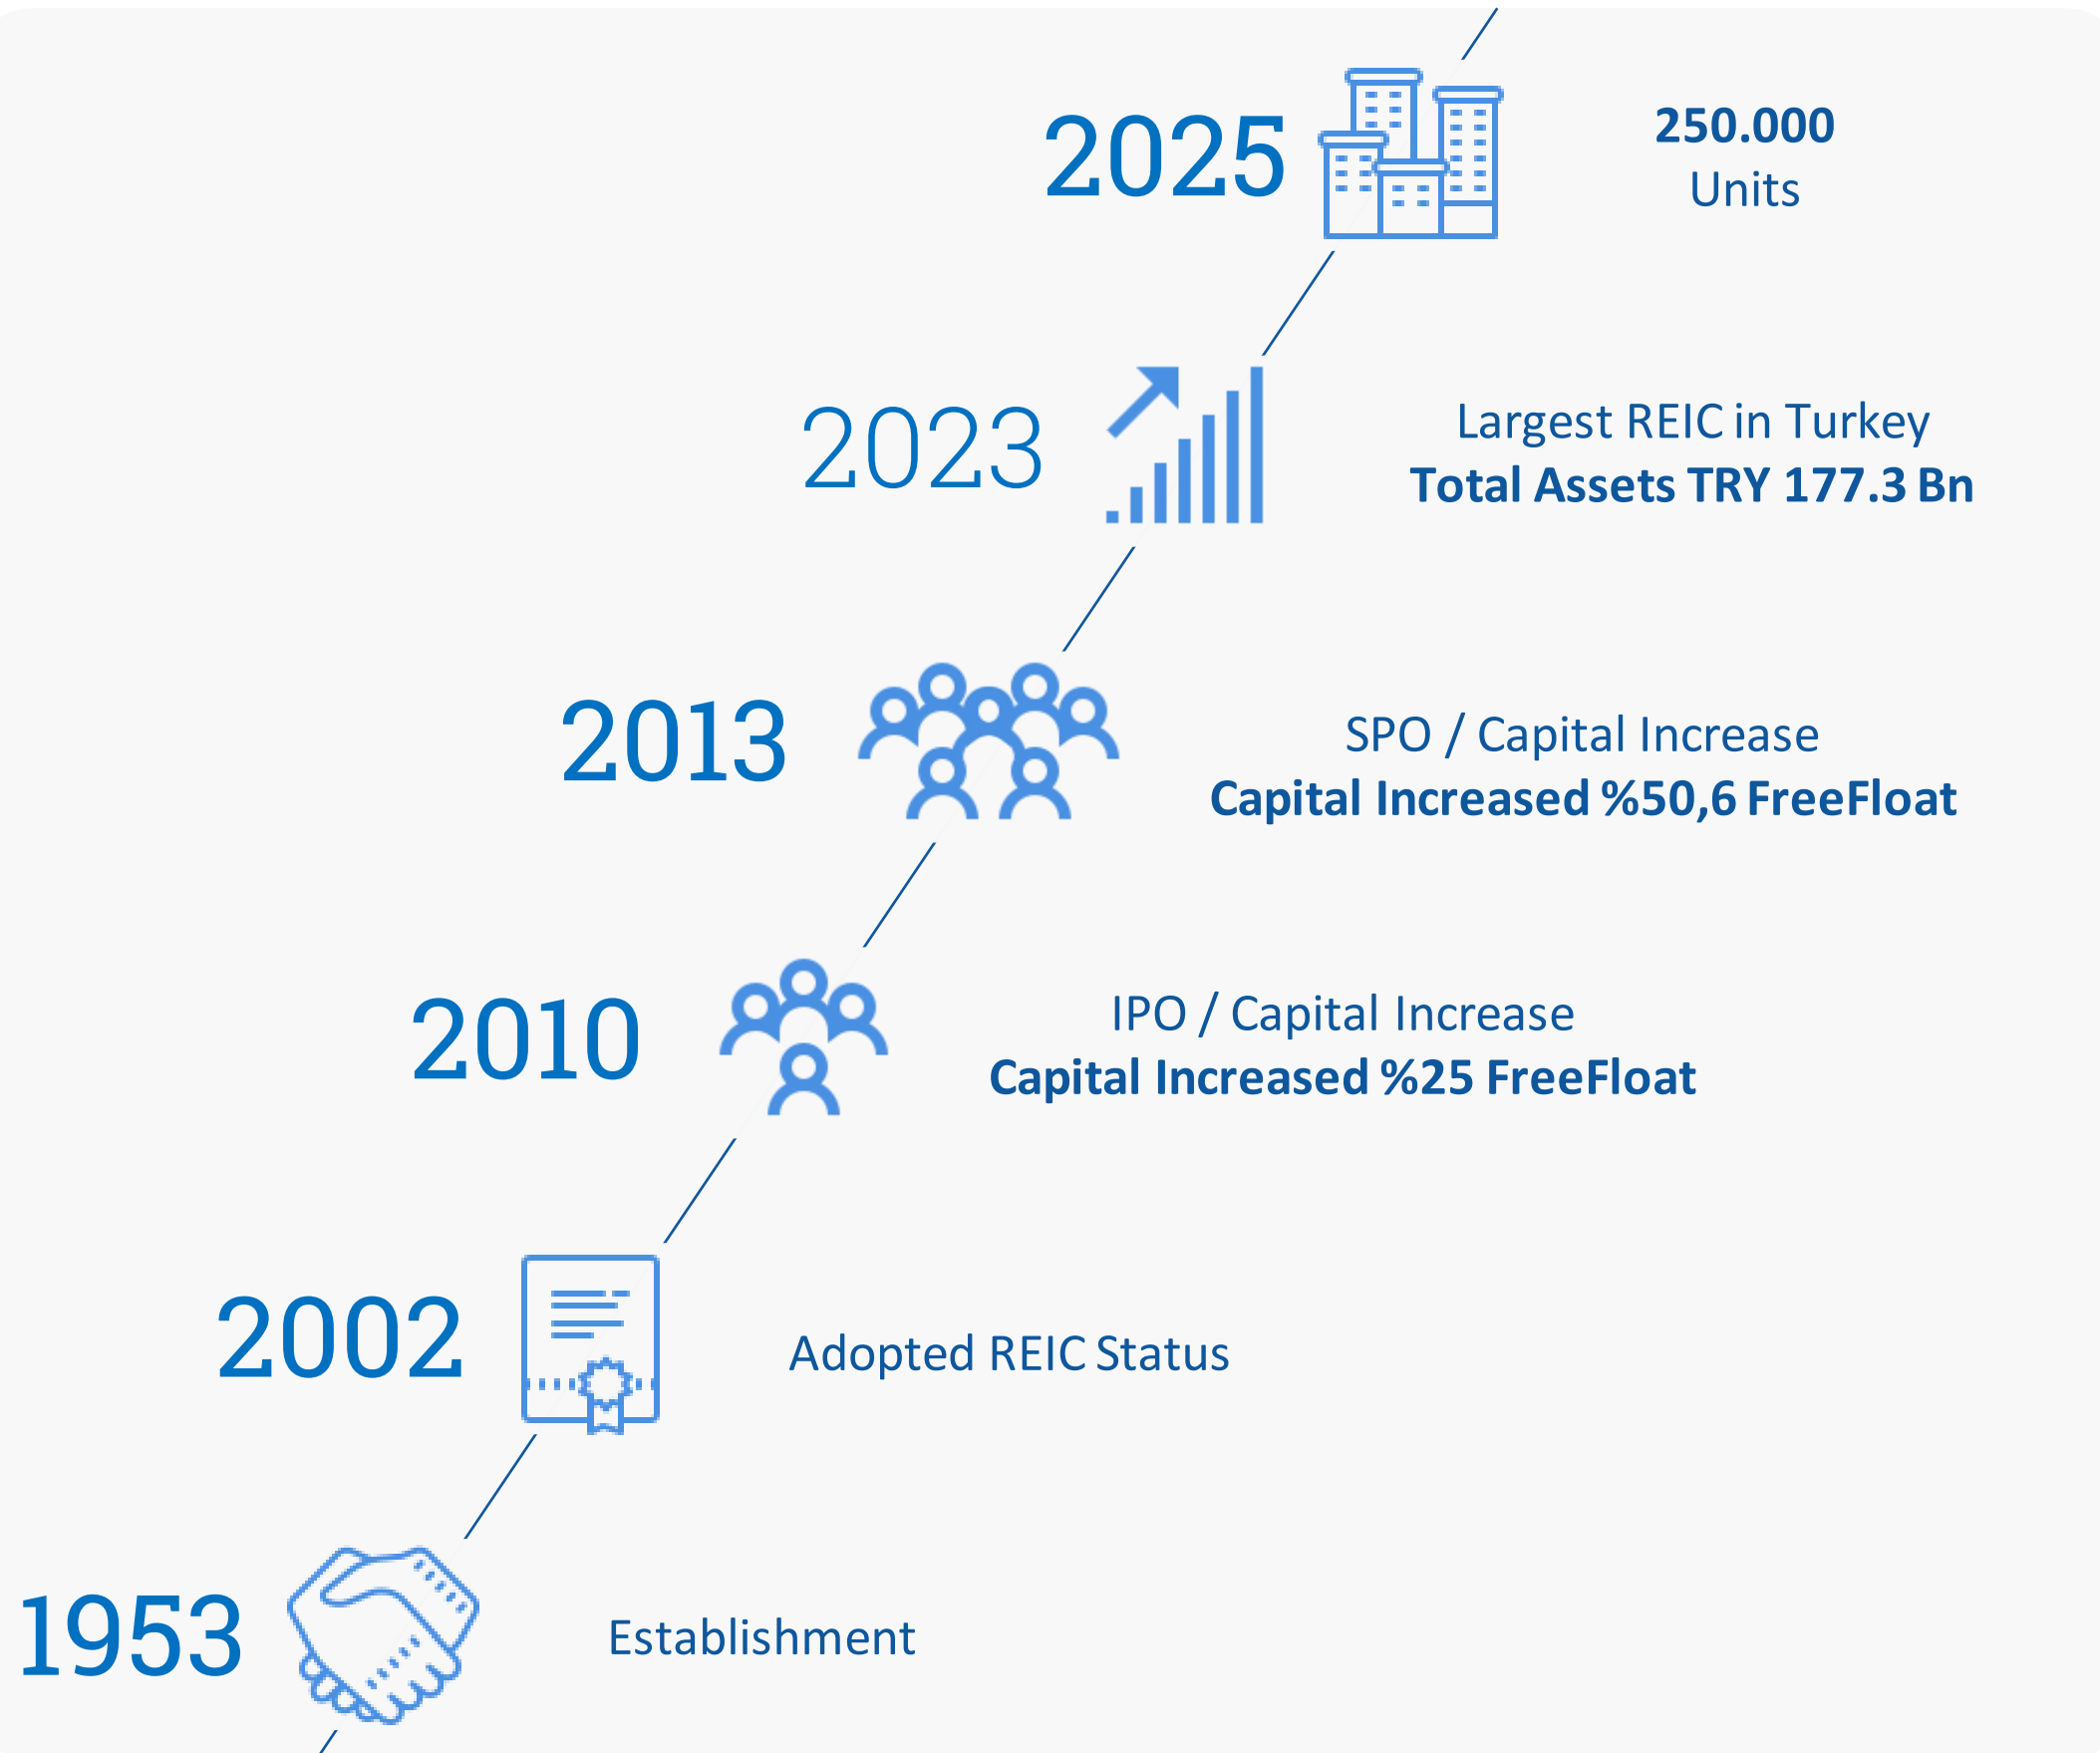 2025
250.000
Units
2023
Largest REIC in Turkey
Total Assets TRY 177.3 Bn
2013
SPO / Capital Increase
Capital Increased %50,6 FreeFloat
2010
IPO / Capital Increase
Capital Increased %25 FreeFloat
2002
Adopted REIC Status
1953
Establishment